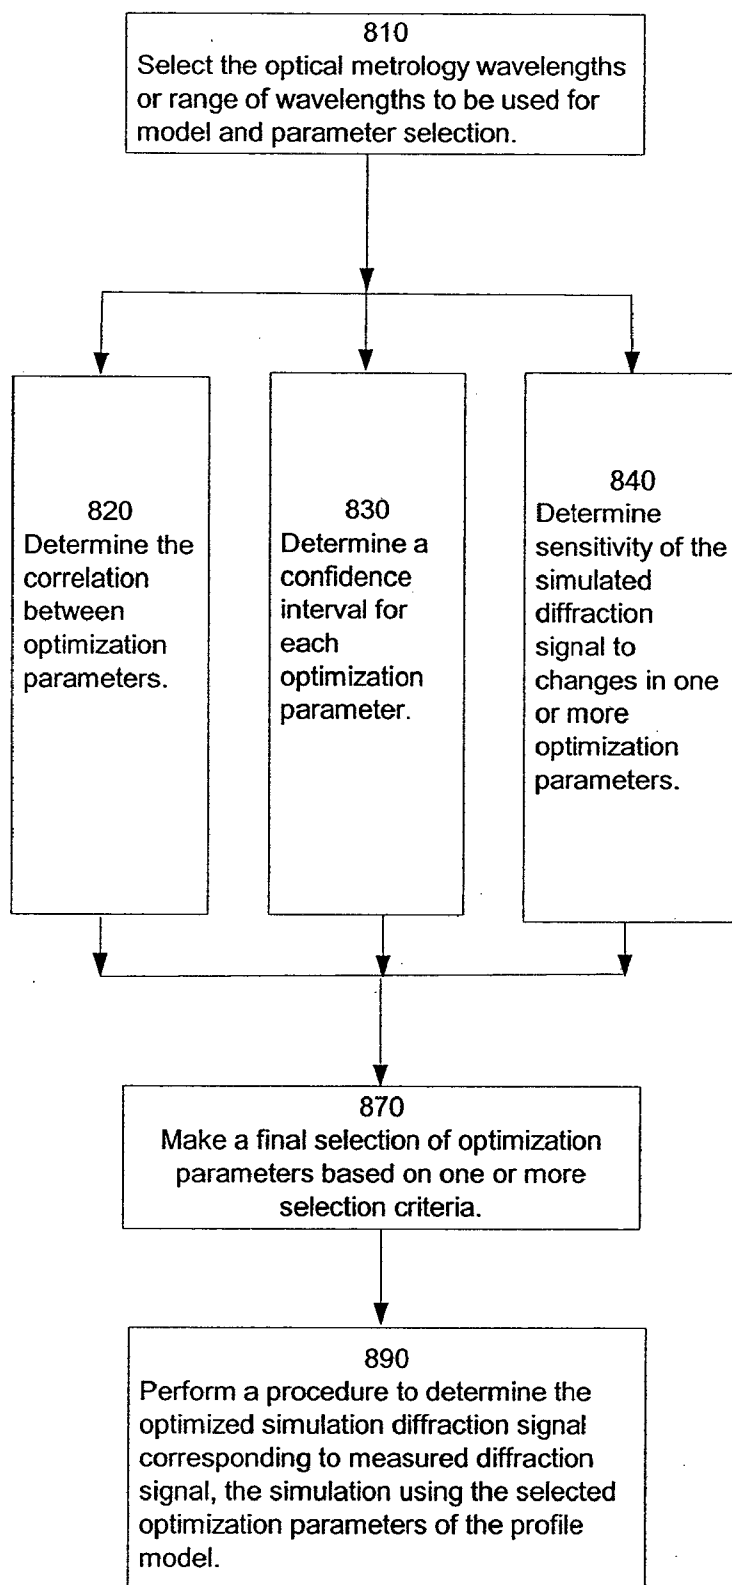 810
Select the optical metrology wavelengths
or range of wavelengths to be used for
model and parameter selection.
820
Determine the
correlation
between
optimization
parameters.
830
Determine a
confidence
interval for
each
optimization
parameter.
840
Determine
sensitivity of the
simulated
diffraction
signal to
changes in one
or more
optimization
parameters.
870
Make a final selection of optimization
parameters based on one or more
selection criteria.
890
Perform a procedure to determine the
optimized simulation diffraction signal
corresponding to measured diffraction
signal, the simulation using the selected
optimization parameters of the profile
model.